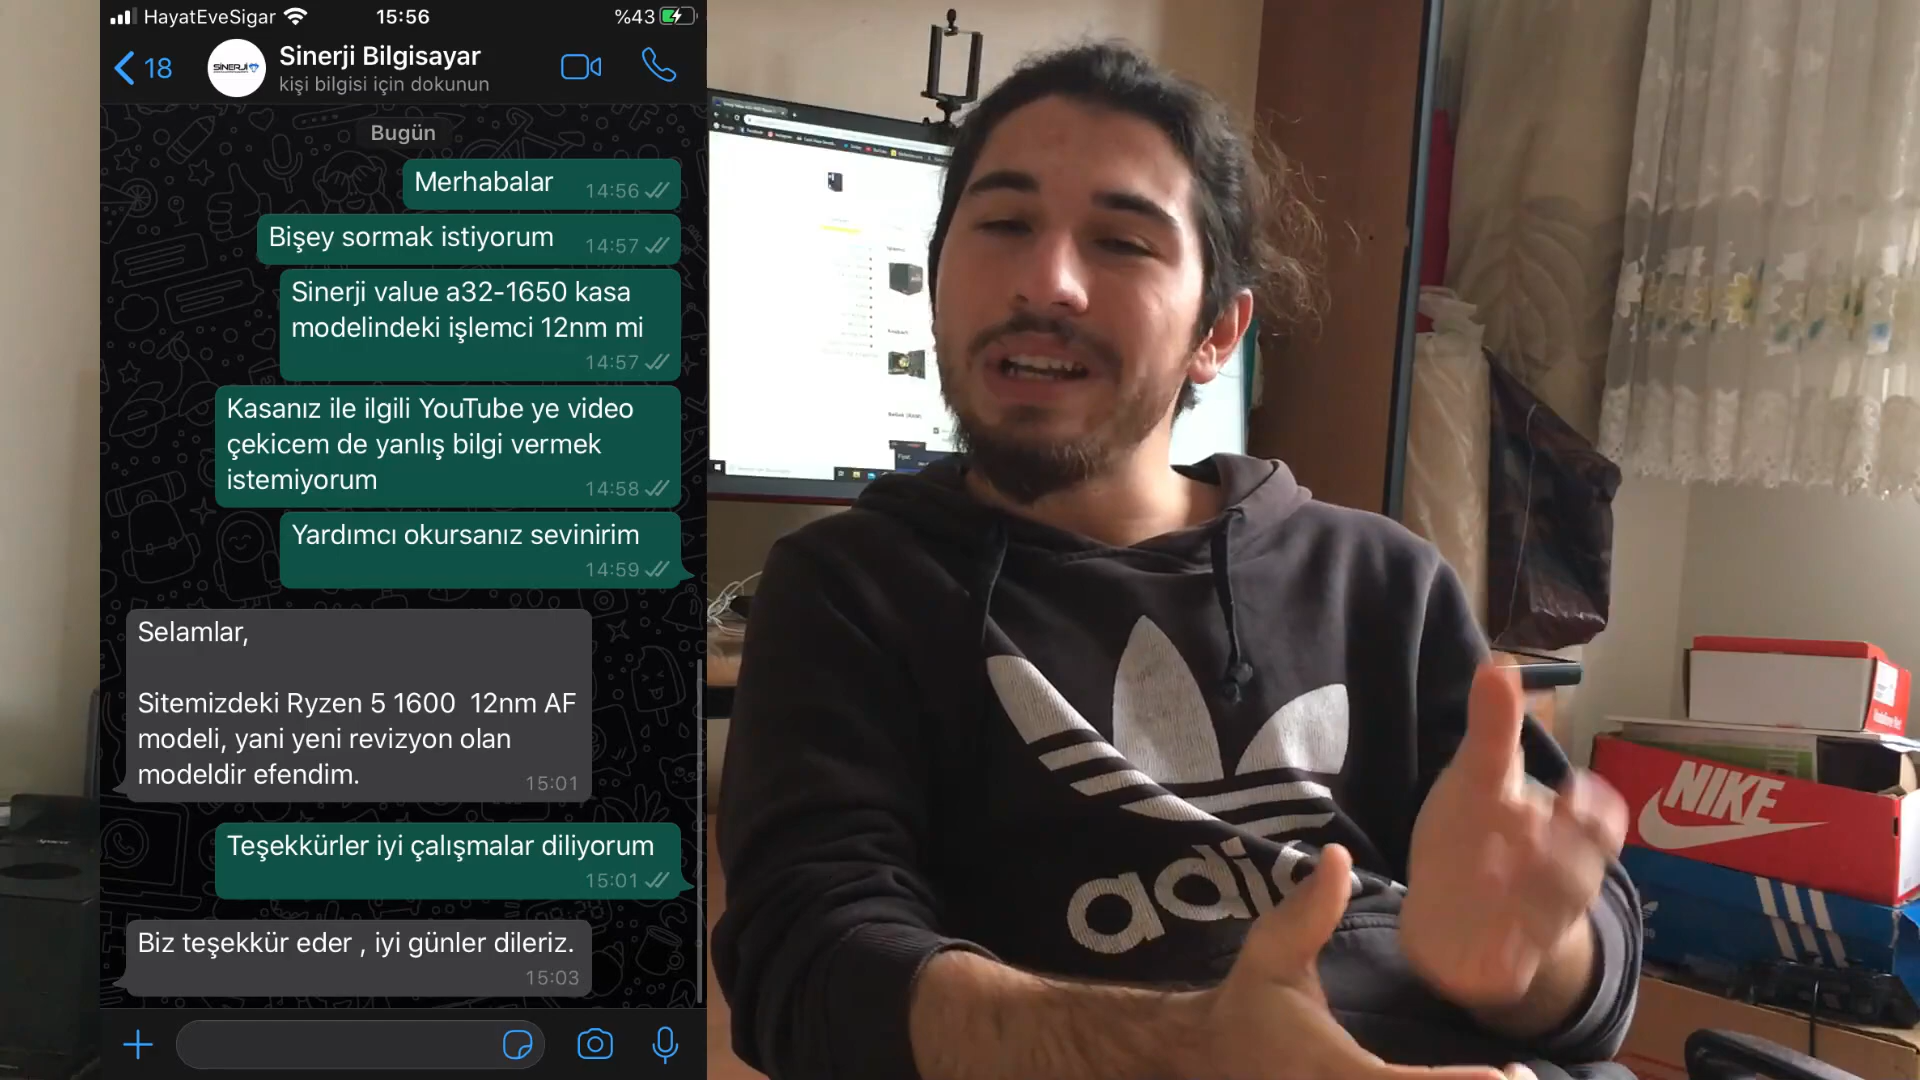 HayatEveSigar 15:56 %43
18 Sinerji Bilgisayar
SİNERJİ kişi bilgisi için dokunun
Bugün
Merhabalar 14:56
Bişey sormak istiyorum 14:57
Sinerji value a32-1650 kasa
modelindeki işlemci 12nm mi
14:57
Kasanız ile ilgili YouTube ye video
çekicem de yanlış bilgi vermek
istemiyorum 14:58
Yardımcı okursanız sevinirim
14:59
Selamlar,
Sitemizdeki Ryzen 5 1600 12nm AF
modeli, yani yeni revizyon olan
modeldir efendim. 15:01
Teşekkürler iyi çalışmalar diliyorum
15:01
Biz teşekkür eder , iyi günler dileriz.
15:03
adidas
NIKE